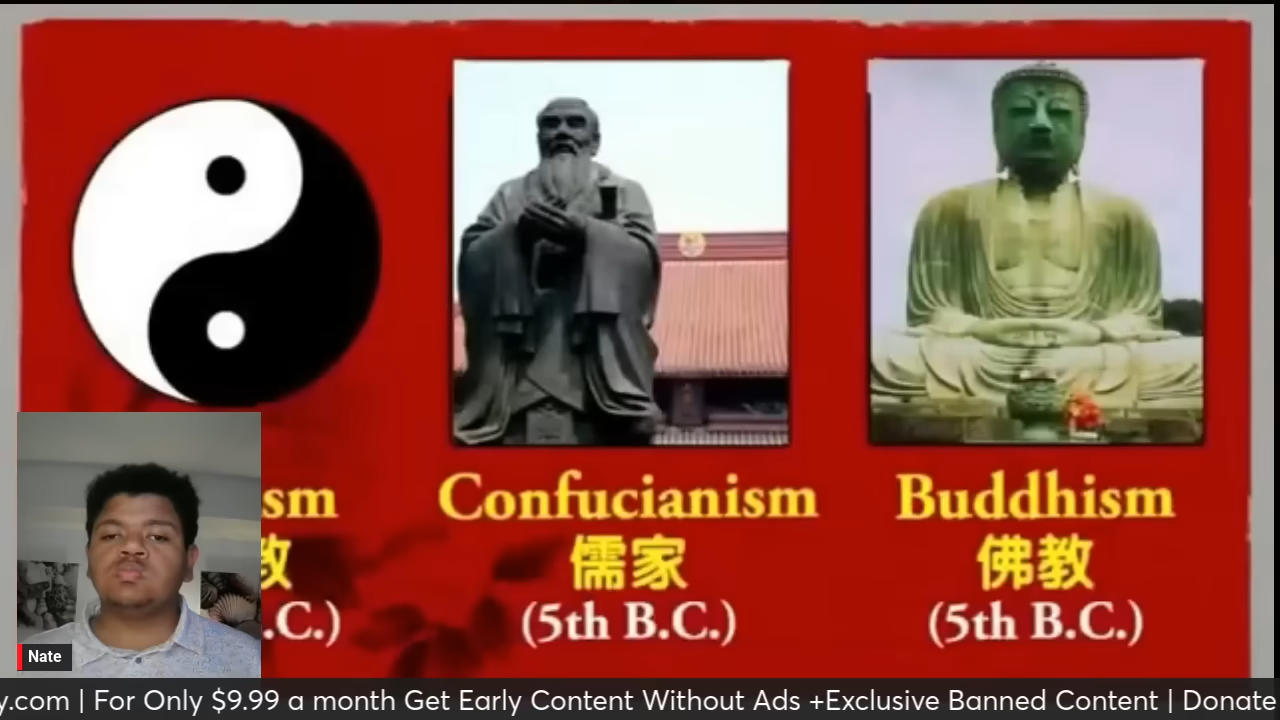 sm
Confucianism
Buddhism
教
儒家
佛教
.C.)
(5th B.C.)
(5th B.C.)
Nate
y.com | For Only $9.99 a month Get Early Content Without Ads +Exclusive Banned Content | Donate